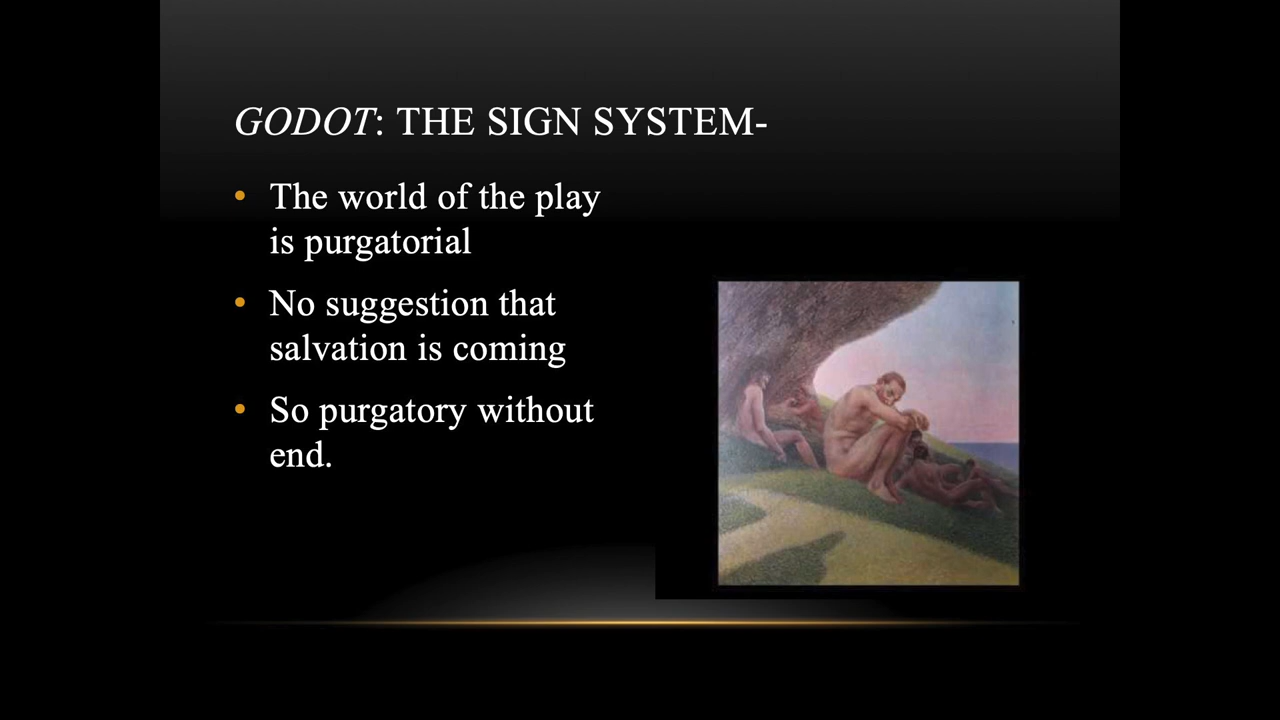 GODOT: THE SIGN SYSTEM-
• The world of the play
is purgatorial
• No suggestion that
salvation is coming
• So purgatory without
end.